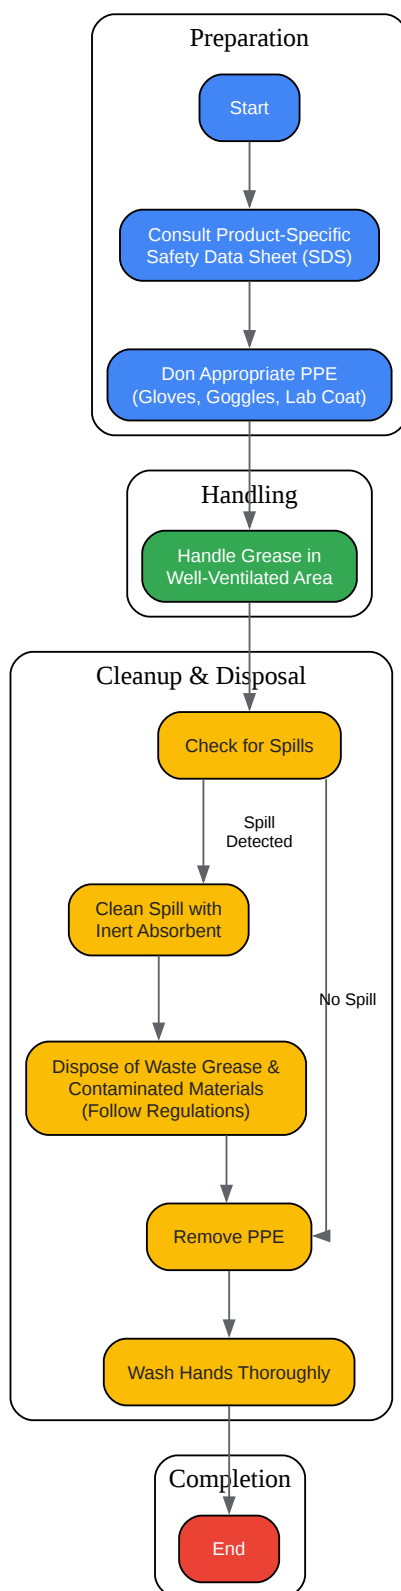 Preparation
Start
Consult Product-Specific
Safety Data Sheet (SDS)
Don Appropriate PPE
(Gloves, Goggles, Lab Coat)
Handling
Handle Grease in
Well-Ventilated Area
Cleanup & Disposal
Check for Spills
Spill
Detected
Clean Spill with
Inert Absorbent
No Spill
Dispose of Waste Grease &
Contaminated Materials
(Follow Regulations)
Remove PPE
Wash Hands Thoroughly
Completion
End